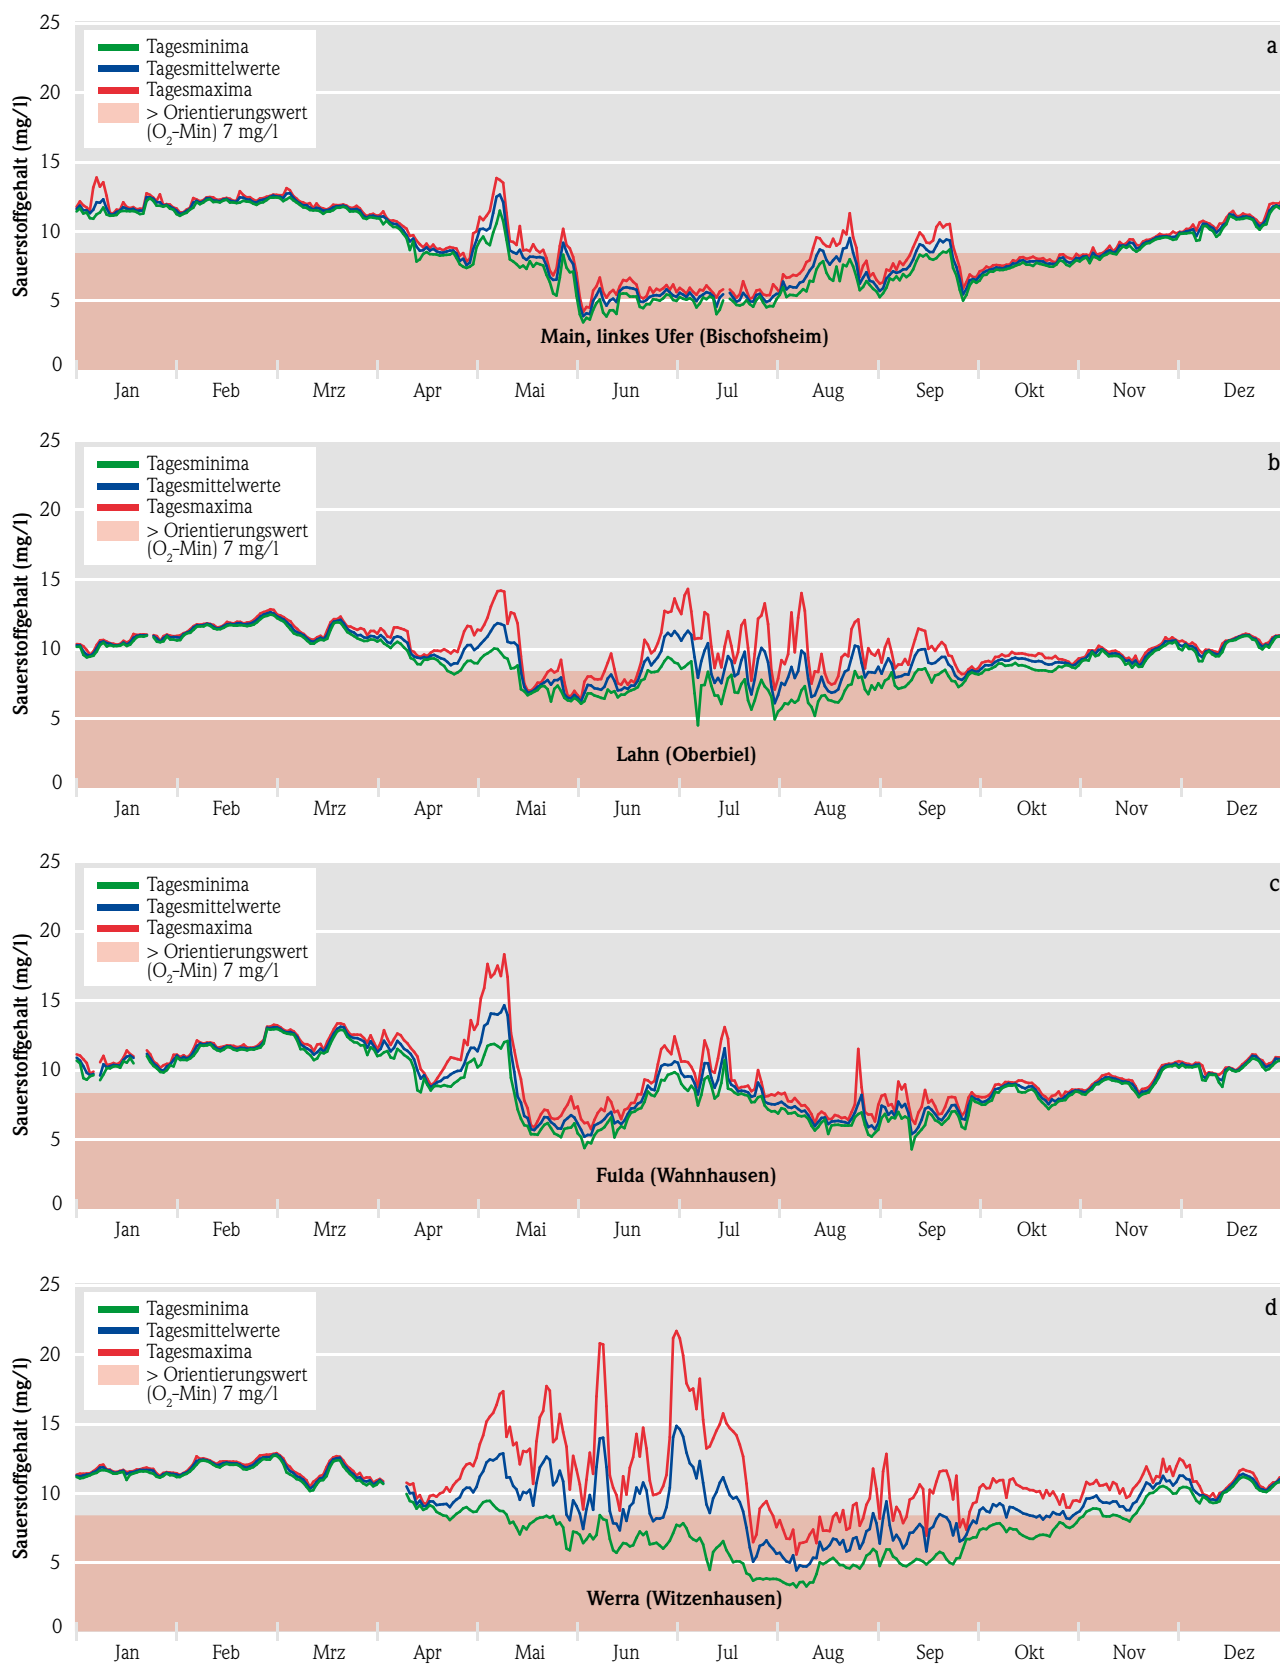 25
20
15
10
5
0
Sauerstoffgehalt (mg/l)
Tagesminima
Tagesmittelwerte
Tagesmaxima
> Orientierungswert
(O₂-Min) 7 mg/l
a
Main, linkes Ufer (Bischofsheim)
Jan Feb Mrz Apr Mai Jun Jul Aug Sep Okt Nov Dez
25
20
15
10
5
0
Sauerstoffgehalt (mg/l)
Tagesminima
Tagesmittelwerte
Tagesmaxima
> Orientierungswert
(O₂-Min) 7 mg/l
b
Lahn (Oberbiel)
Jan Feb Mrz Apr Mai Jun Jul Aug Sep Okt Nov Dez
25
20
15
10
5
0
Sauerstoffgehalt (mg/l)
Tagesminima
Tagesmittelwerte
Tagesmaxima
> Orientierungswert
(O₂-Min) 7 mg/l
c
Fulda (Wahnhausen)
Jan Feb Mrz Apr Mai Jun Jul Aug Sep Okt Nov Dez
25
20
15
10
5
0
Sauerstoffgehalt (mg/l)
Tagesminima
Tagesmittelwerte
Tagesmaxima
> Orientierungswert
(O₂-Min) 7 mg/l
d
Werra (Witzenhausen)
Jan Feb Mrz Apr Mai Jun Jul Aug Sep Okt Nov Dez